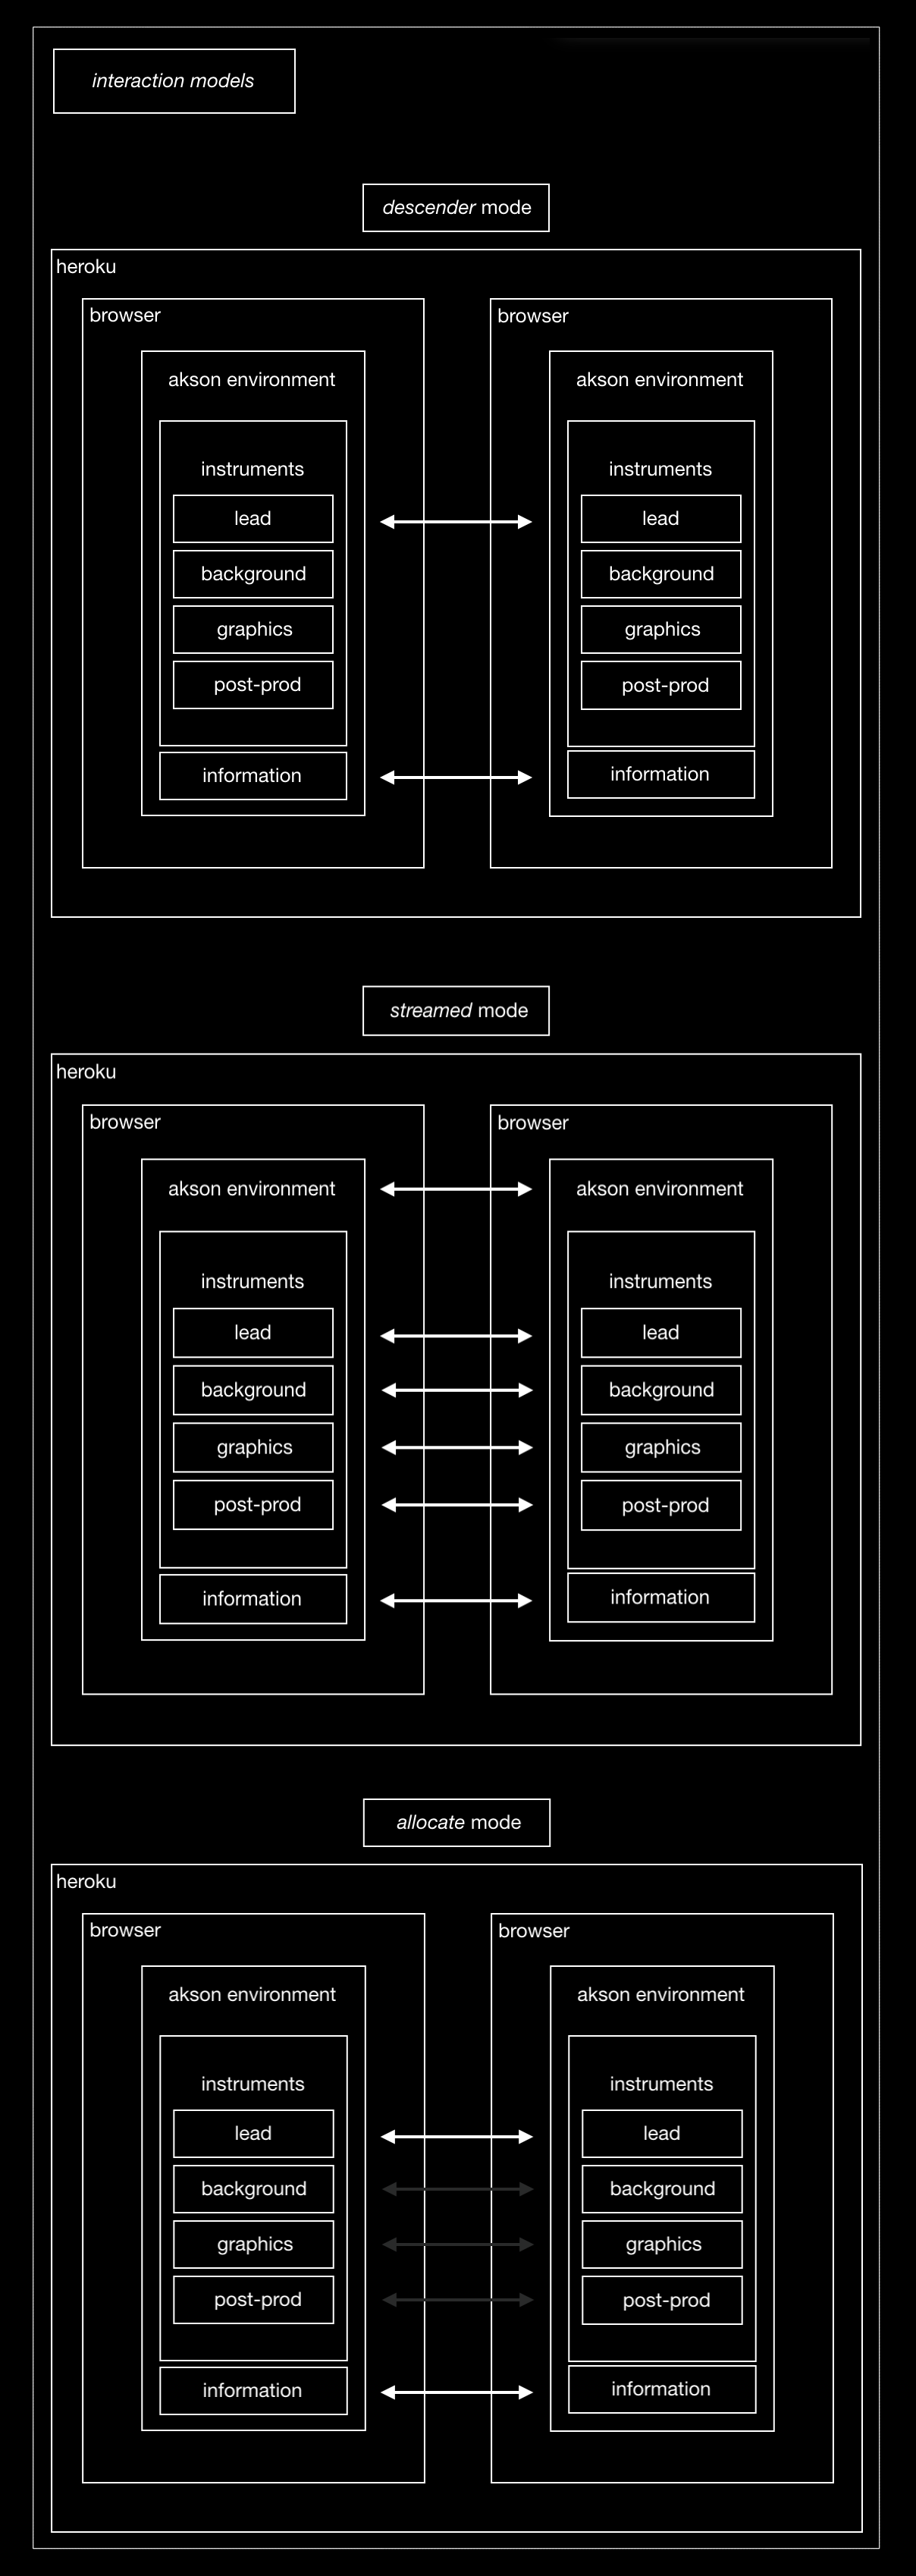 interaction models
descender mode
heroku
browser
browser
akson environment
akson environment
instruments
instruments
lead
lead
background
background
graphics
graphics
post-prod
post-prod
information
information
streamed mode
heroku
browser
browser
akson environment
akson environment
instruments
instruments
lead
lead
background
background
graphics
graphics
post-prod
post-prod
information
information
allocate mode
heroku
browser
browser
akson environment
akson environment
instruments
instruments
lead
lead
background
background
graphics
graphics
post-prod
post-prod
information
information